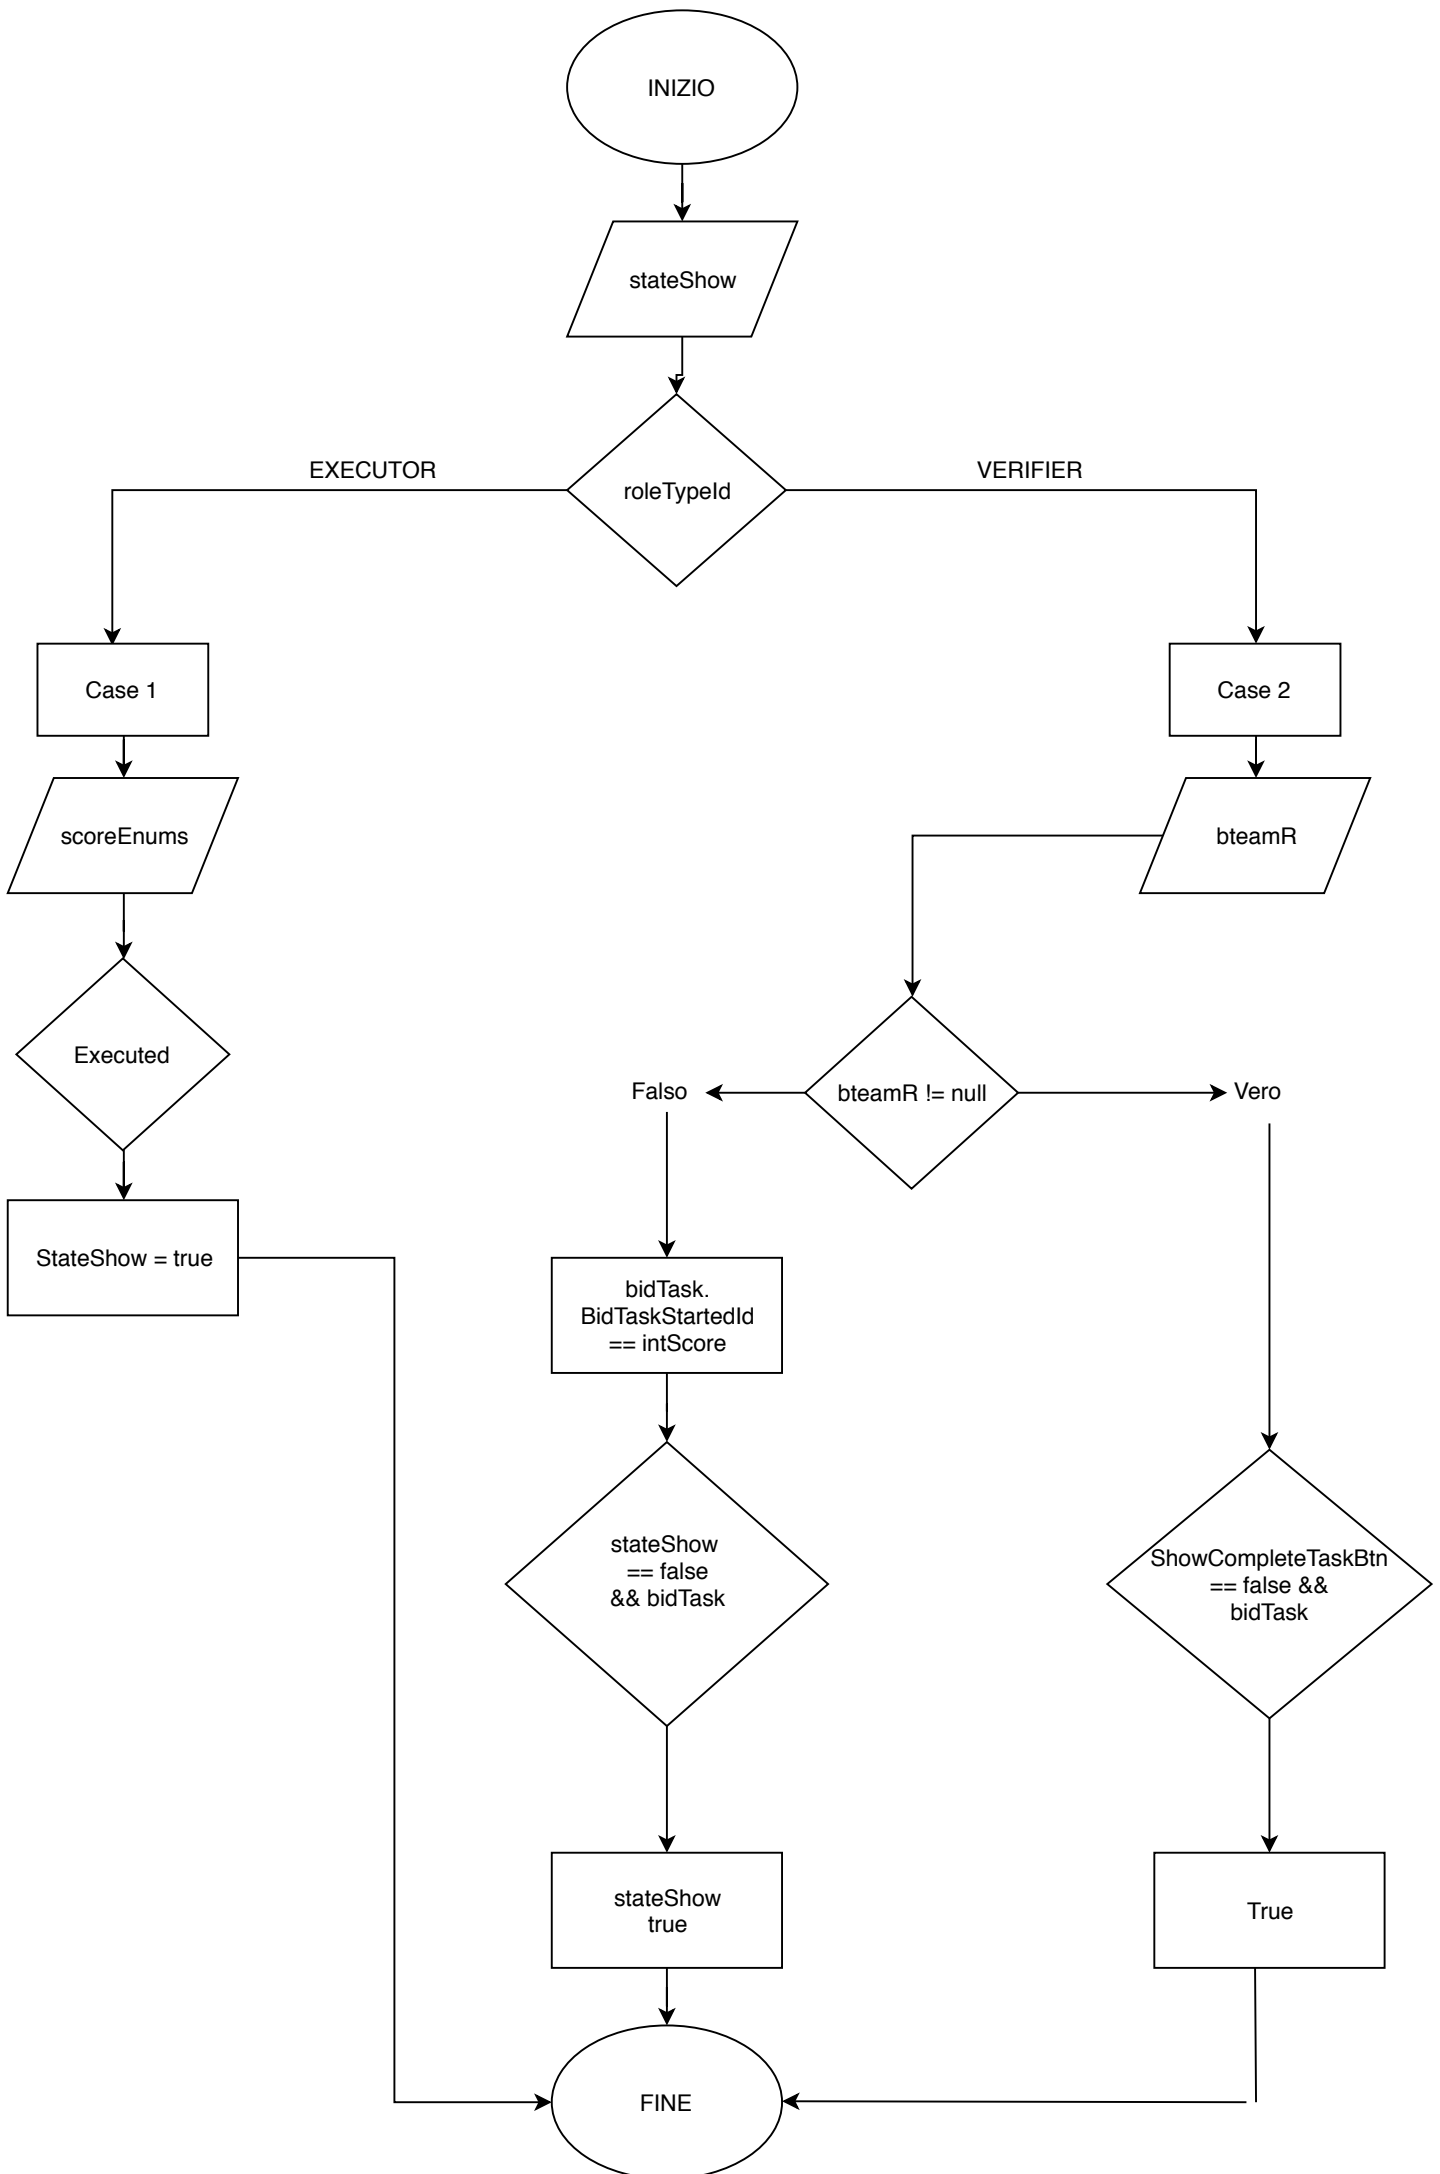 INIZIO
stateShow
EXECUTOR
roleTypeId
VERIFIER
Case 1
Case 2
scoreEnums
bteamR
Executed
Falso
bteamR != null
Vero
StateShow = true
bidTask.
BidTaskStartedId
== intScore
stateShow
== false
&& bidTask
ShowCompleteTaskBtn
== false &&
bidTask
stateShow
true
True
FINE